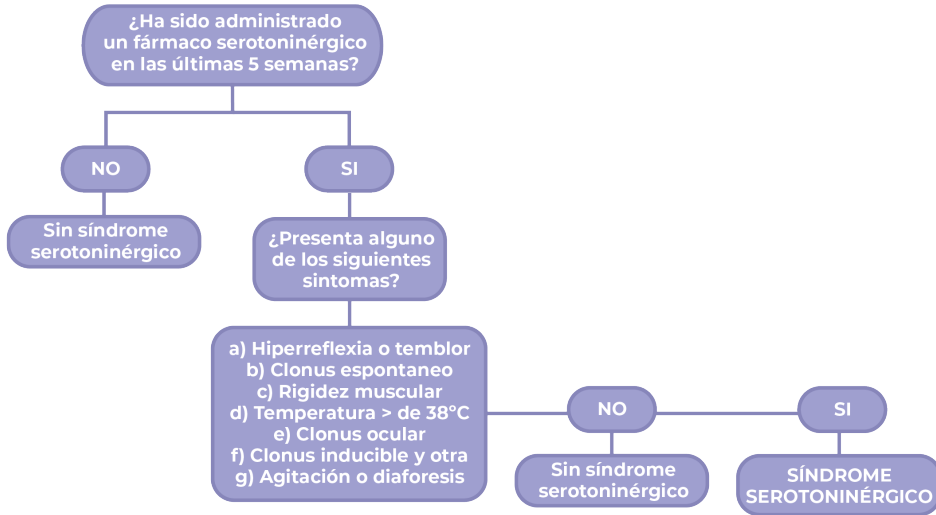 ¿Ha sido administrado
un fármaco serotoninérgico
en las últimas 5 semanas?
NO
SI
Sin síndrome
serotoninérgico
¿Presenta alguno
de los siguientes
sintomas?
a) Hiperreflexia o temblor
b) Clonus espontaneo
c) Rigidez muscular
d) Temperatura > de 38ºC
e) Clonus ocular
f) Clonus inducible y otra
g) Agitación o diaforesis
NO
SI
Sin síndrome
serotoninérgico
SÍNDROME
SEROTONINÉRGICO